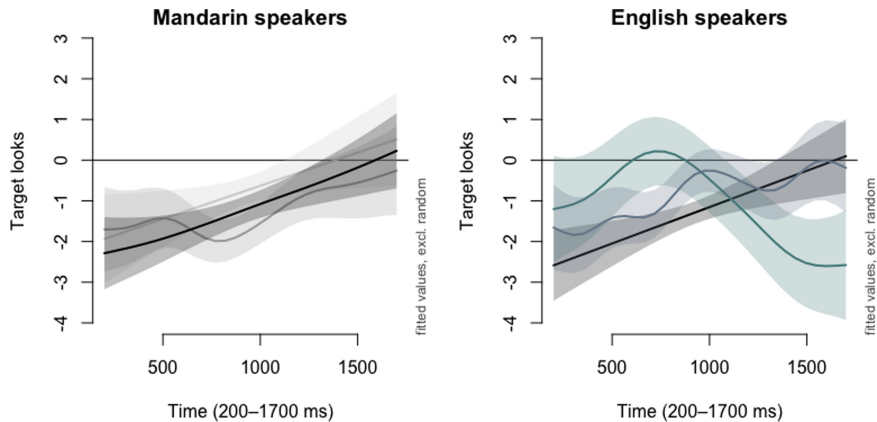 Mandarin speakers
3
2
1
0
-1
-2
-3
-4
Target looks
500 1000 1500
Time (200–1700 ms)
fitted values, excl. random
English speakers
3
2
1
0
-1
-2
-3
-4
Target looks
500 1000 1500
Time (200–1700 ms)
fitted values, excl. random